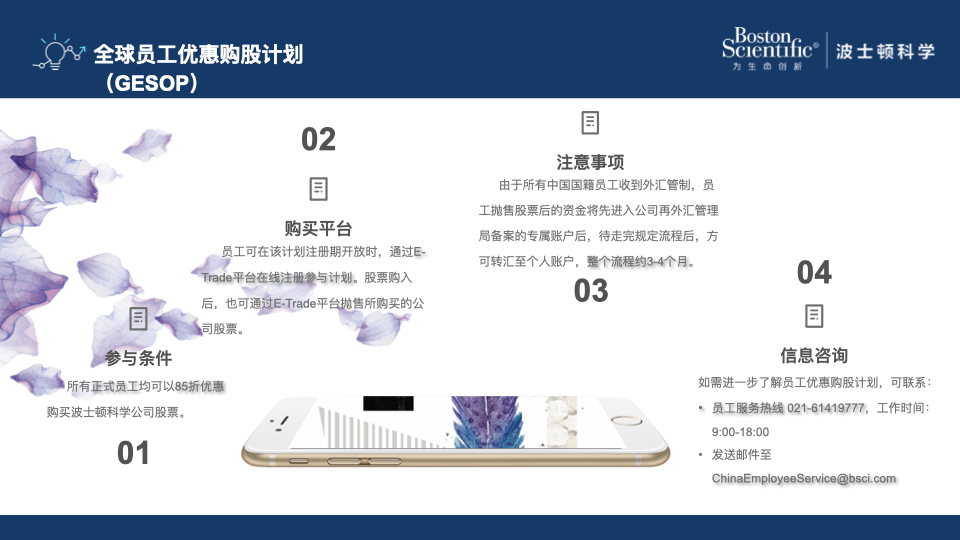 全球员工优惠购股计划
（GESOP）
Boston
Scientific®
为生命创新
波士顿科学
01
参与条件
所有正式员工均可以85折优惠
购买波士顿科学公司股票。
02
购买平台
员工可在该计划注册期开放时，通过E-
Trade平台在线注册参与计划。股票购入
后，也可通过E-Trade平台抛售所购买的公
司股票。
03
注意事项
由于所有中国国籍员工收到外汇管制，员
工抛售股票后的资金将先进入公司再外汇管理
局备案的专属账户后，待走完规定流程后，方
可转汇至个人账户，整个流程约3-4个月。
04
信息咨询
如需进一步了解员工优惠购股计划，可联系：
• 员工服务热线 021-61419777，工作时间：
9:00-18:00
• 发送邮件至
ChinaEmployeeService@bsci.com